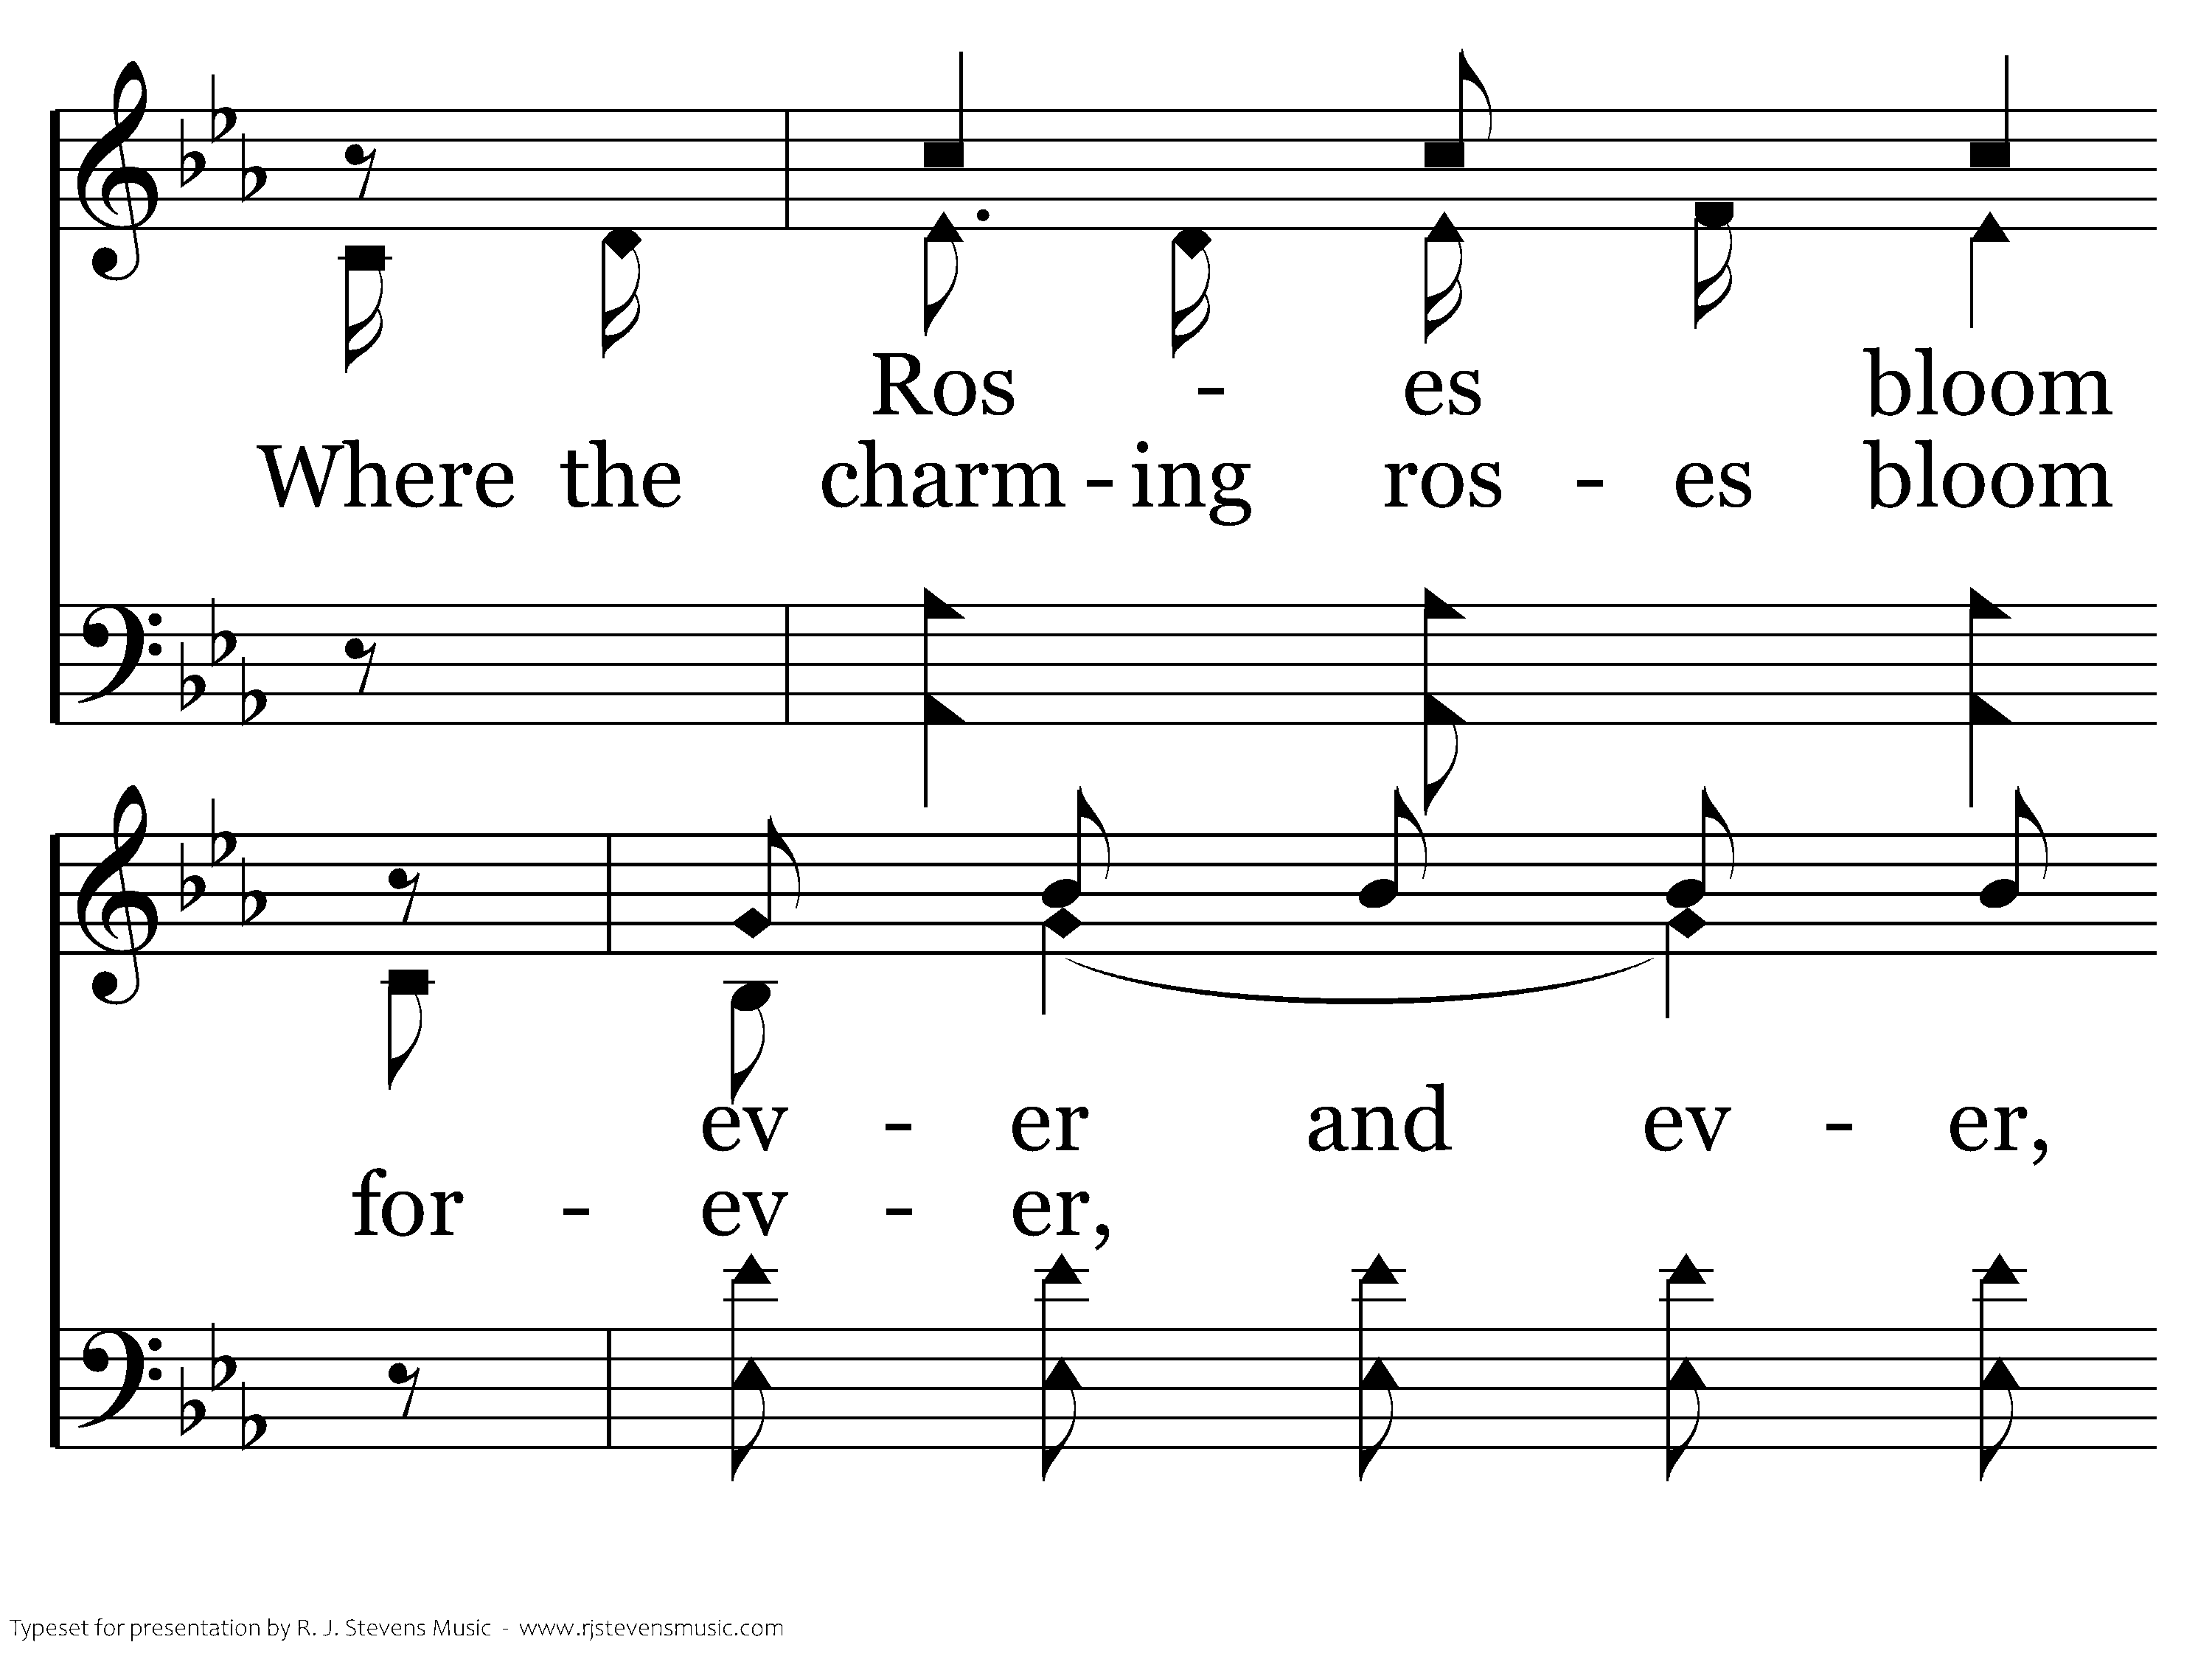 Ros - es bloom
Where the charm - ing ros - es bloom
ev - er and ev - er,
for - ev - er,
Typeset for presentation by R. J. Stevens Music - www.rjstevensmusic.com